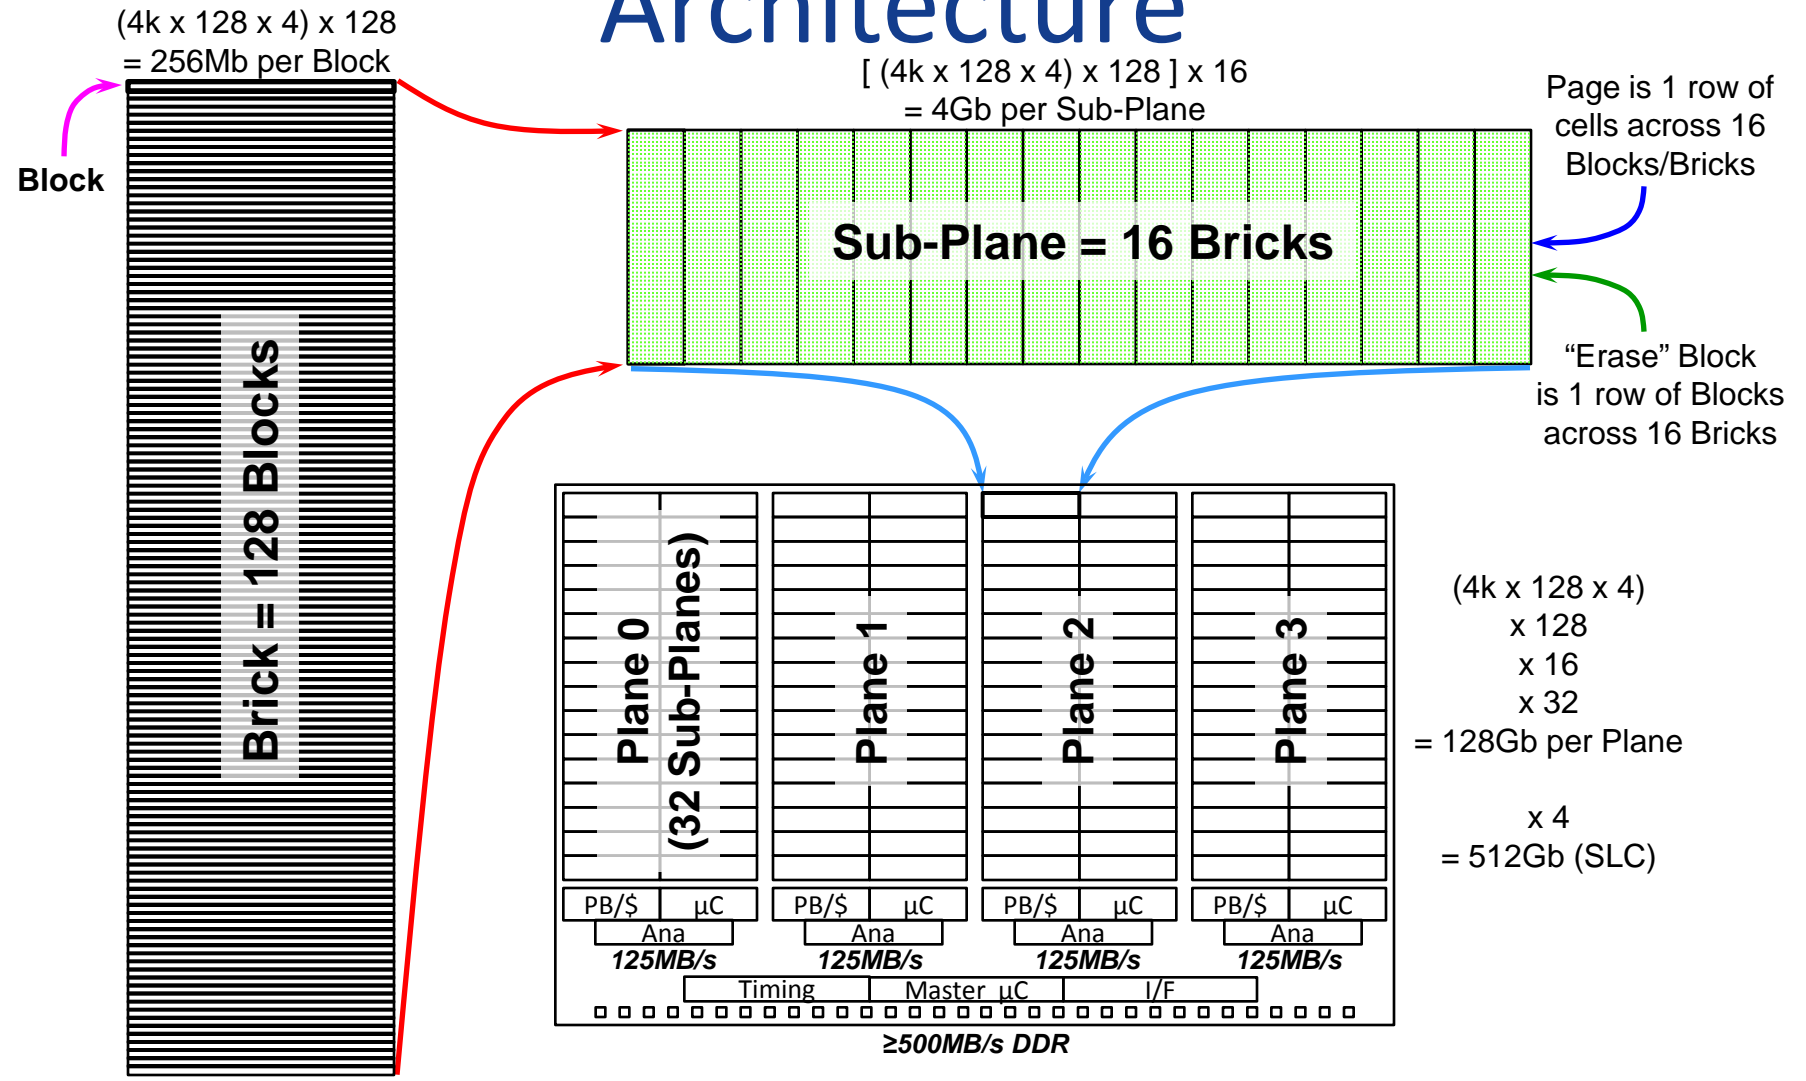 Architecture
(4k x 128 x 4) x 128
= 256Mb per Block
[ (4k x 128 x 4) x 128 ] x 16
= 4Gb per Sub-Plane
Page is 1 row of
cells across 16
Blocks/Bricks
Block
Sub-Plane = 16 Bricks
“Erase” Block
is 1 row of Blocks
across 16 Bricks
Brick = 128 Blocks
Plane 0
(32 Sub-Planes)
Plane 1
Plane 2
Plane 3
(4k x 128 x 4)
x 128
x 16
x 32
= 128Gb per Plane
x 4
= 512Gb (SLC)
PB/$ µC PB/$ µC PB/$ µC PB/$ µC
Ana Ana Ana Ana
125MB/s 125MB/s 125MB/s 125MB/s
Timing Master µC I/F
≥500MB/s DDR